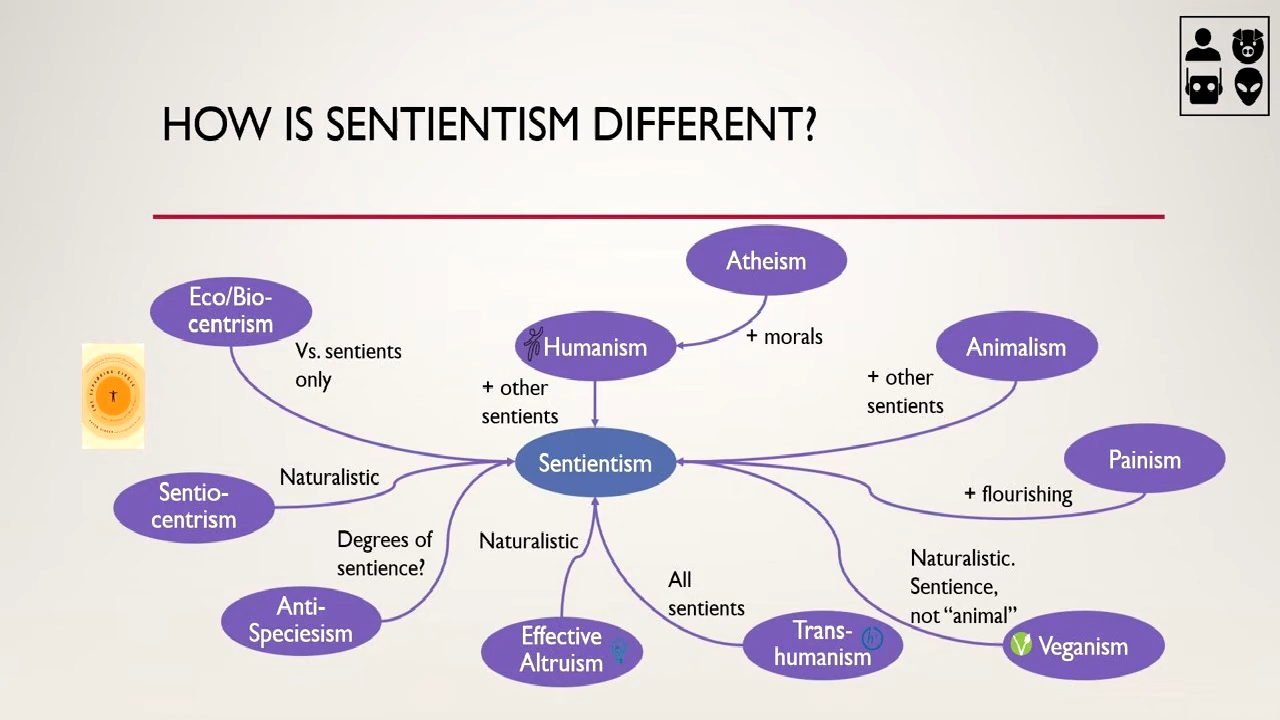 HOW IS SENTIENTISM DIFFERENT?
Atheism
Eco/Bio-
centrism
Humanism
+ morals
Animalism
Vs. sentients
only
+ other
sentients
+ other
sentients
Sentientism
Painism
Naturalistic
Sentio-
centrism
+ flourishing
Degrees of
sentience?
Naturalistic
All
sentients
Naturalistic.
Sentience,
not “animal”
Anti-
Speciesism
Effective
Altruism
Trans-
humanism
h+
V
Veganism